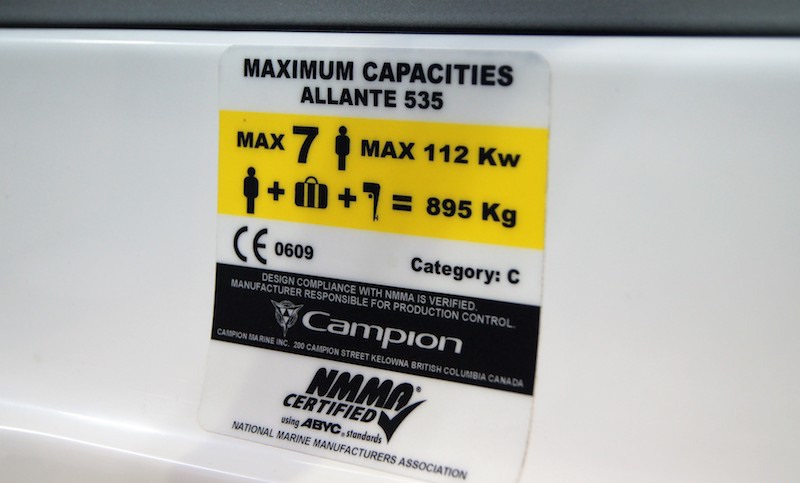 MAXIMUM CAPACITIES
ALLANTE 535
MAX 7 MAX 112 Kw
+ + = 895 Kg
CE 0609
Category: C
DESIGN COMPLIANCE WITH NMMA IS VERIFIED.
MANUFACTURER RESPONSIBLE FOR PRODUCTION CONTROL.
Campion
CAMPION MARINE INC. 200 CAMPION STREET KELOWNA BRITISH COLUMBIA CANADA
NMMA®
CERTIFIED
using ABYC® standards
NATIONAL MARINE MANUFACTURERS ASSOCIATION